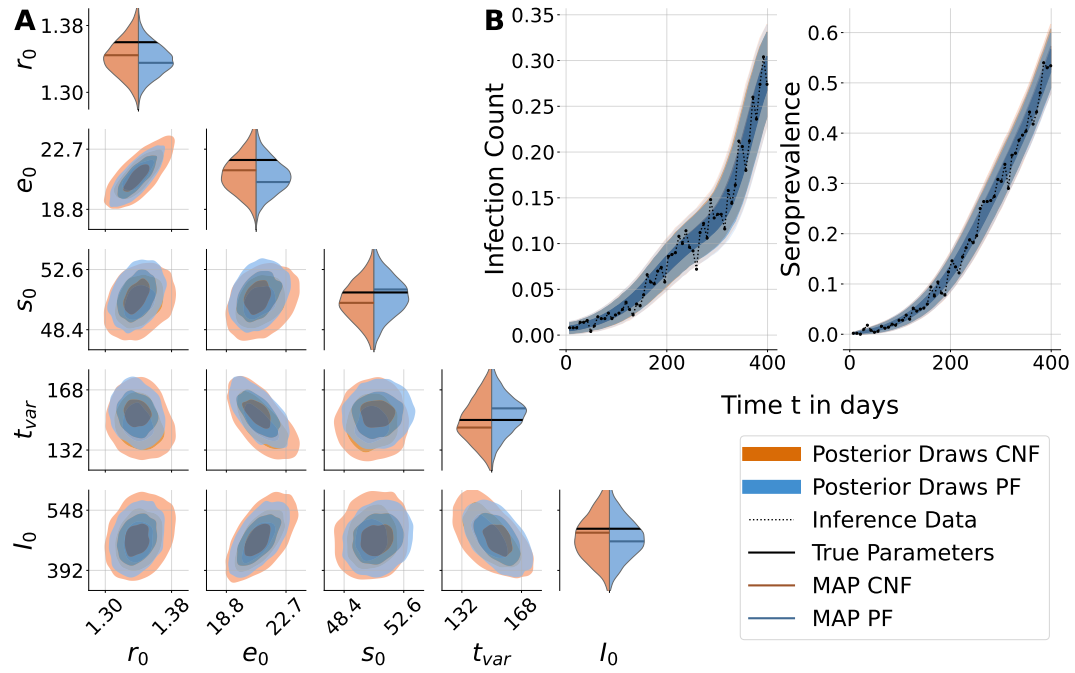 A
B
r0
1.38
1.30
e0
22.7
18.8
s0
52.6
48.4
tvar
168
132
I0
548
392
1.30
1.38
18.8
22.7
48.4
52.6
132
168
r0
e0
s0
tvar
I0
Infection Count
0.35
0.30
0.25
0.20
0.15
0.10
0.05
0.00
0
200
400
Seroprevalence
0.6
0.5
0.4
0.3
0.2
0.1
0.0
0
200
400
Time t in days
Posterior Draws CNF
Posterior Draws PF
Inference Data
True Parameters
MAP CNF
MAP PF